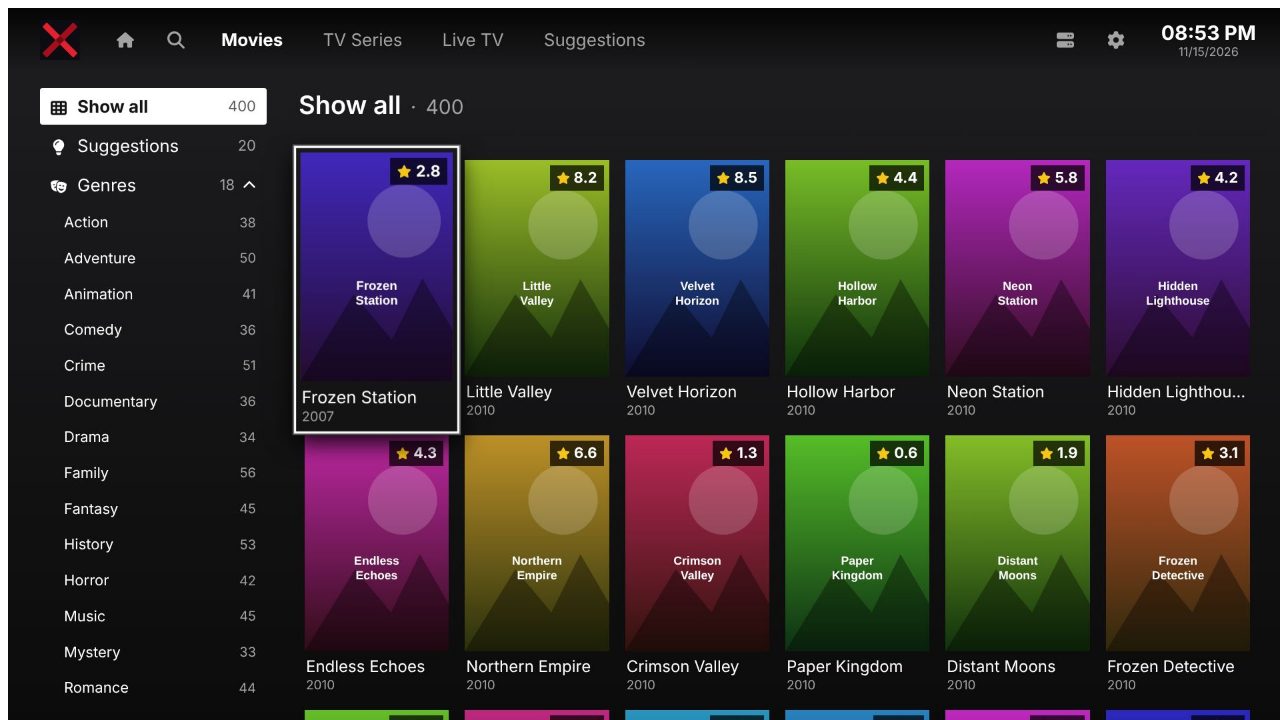 Movies TV Series Live TV Suggestions 08:53 PM
11/15/2026
Show all 400
Suggestions 20
Genres 18
Action 38
Adventure 50
Animation 41
Comedy 36
Crime 51
Documentary 36
Drama 34
Family 56
Fantasy 45
History 53
Horror 42
Music 45
Mystery 33
Romance 44
Show all · 400
2.8
Frozen
Station
Frozen Station
2007
8.2
Little
Valley
Little Valley
2010
8.5
Velvet
Horizon
Velvet Horizon
2010
4.4
Hollow
Harbor
Hollow Harbor
2010
5.8
Neon
Station
Neon Station
2010
4.2
Hidden
Lighthouse
Hidden Lighthou...
2010
4.3
Endless
Echoes
Endless Echoes
2010
6.6
Northern
Empire
Northern Empire
2010
1.3
Crimson
Valley
Crimson Valley
2010
0.6
Paper
Kingdom
Paper Kingdom
2010
1.9
Distant
Moons
Distant Moons
2010
3.1
Frozen
Detective
Frozen Detective
2010